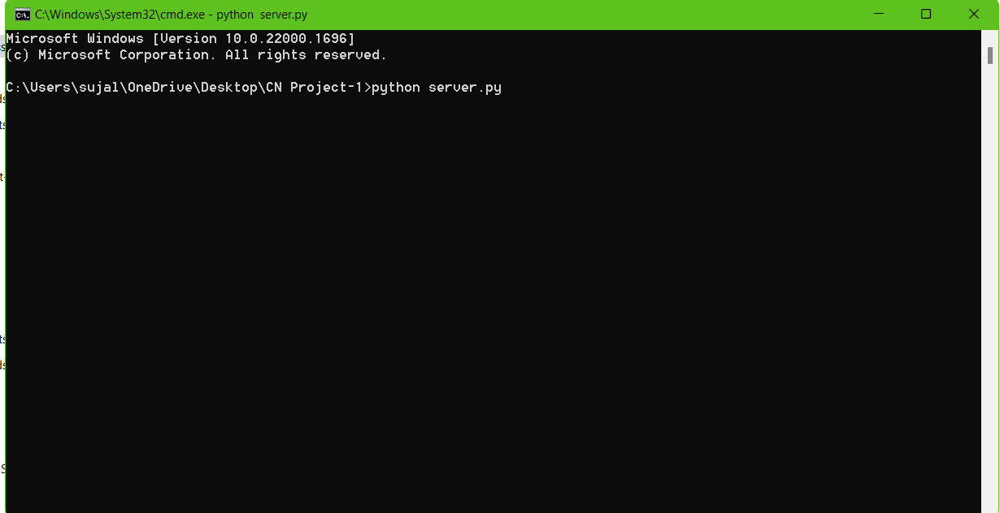 C:\Windows\System32\cmd.exe - python  server.py
Microsoft Windows [Version 10.0.22000.1696]
(c) Microsoft Corporation. All rights reserved.
C:\Users\sujal\OneDrive\Desktop\CN Project-1>python server.py